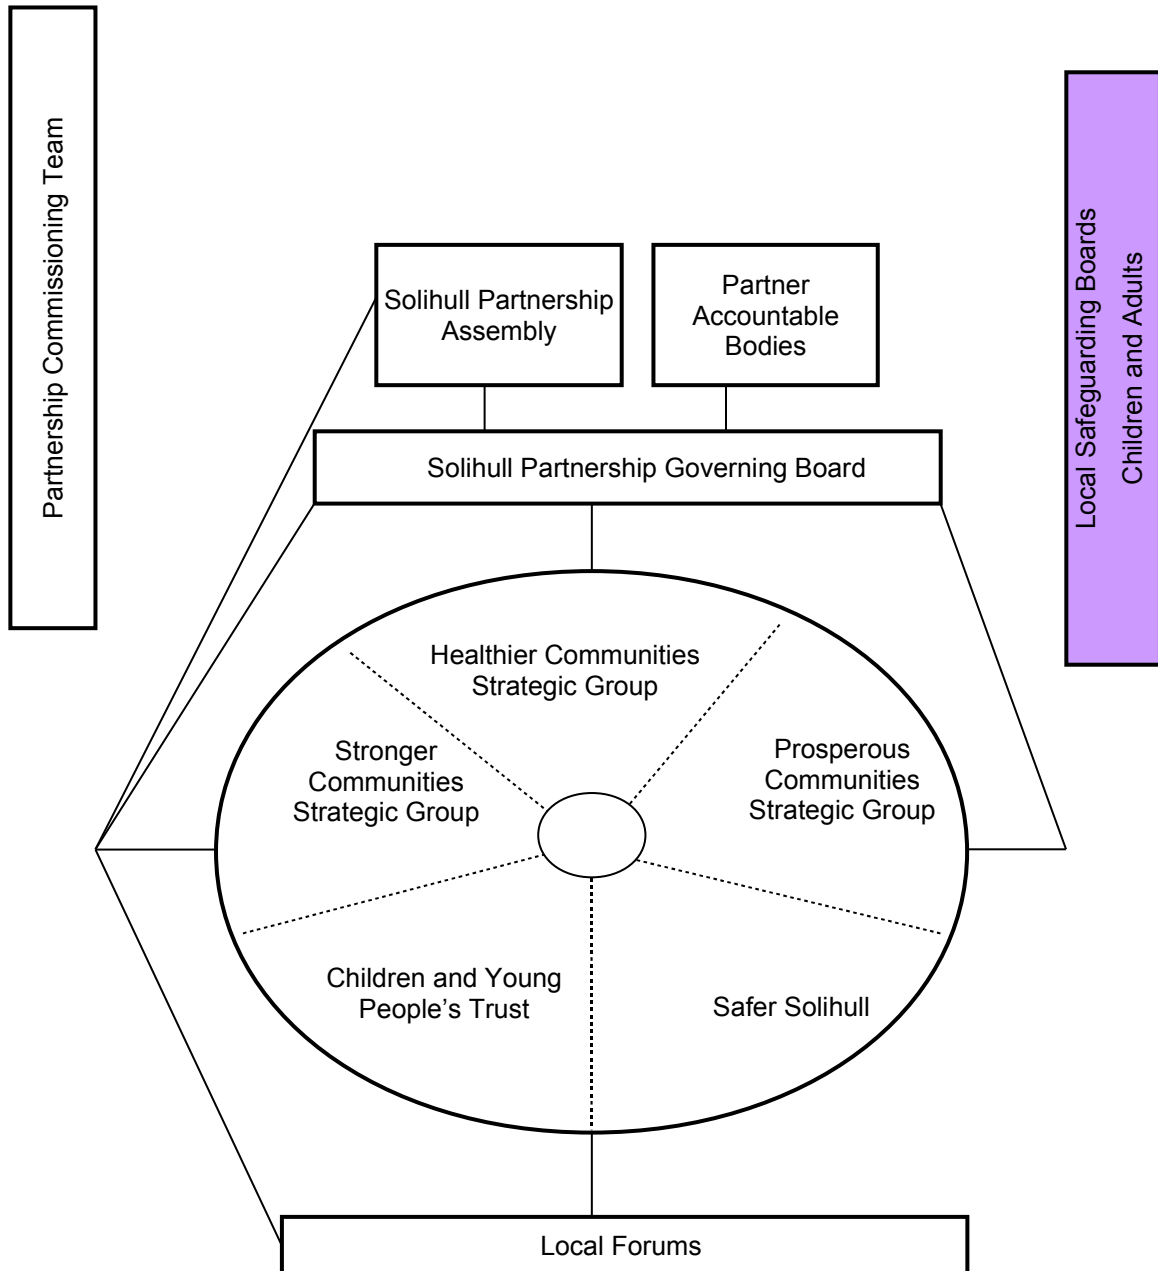 Partnership Commissioning Team
Local Safeguarding Boards
Children and Adults
Solihull Partnership
Assembly
Partner
Accountable
Bodies
Solihull Partnership Governing Board
Healthier Communities
Strategic Group
Stronger
Communities
Strategic Group
Prosperous
Communities
Strategic Group
Children and Young
People’s Trust
Safer Solihull
Local Forums